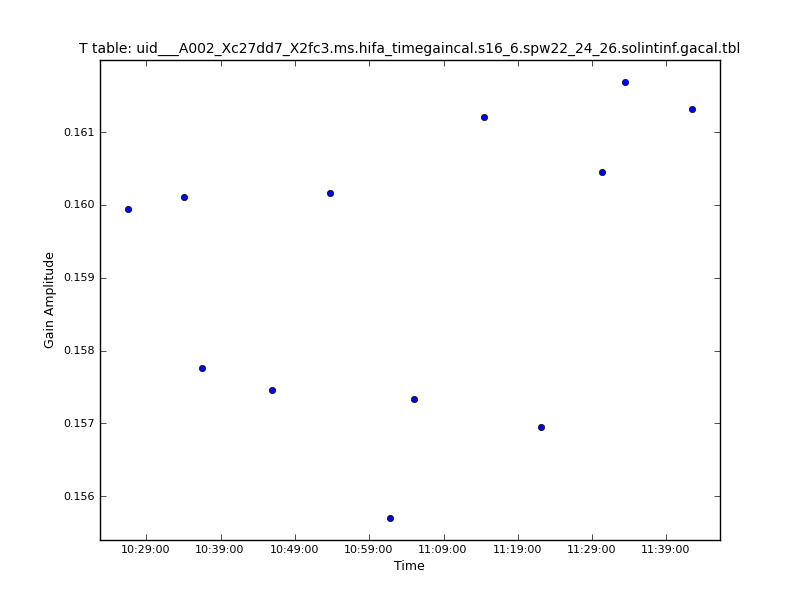 T table: uid___A002_Xc27dd7_X2fc3.ms.hifa_timegaincal.s16_6.spw22_24_26.solintinf.gacal.tbl
0.161
0.160
0.159
0.158
0.157
0.156
Gain Amplitude
10:29:00 10:39:00 10:49:00 10:59:00 11:09:00 11:19:00 11:29:00 11:39:00
Time